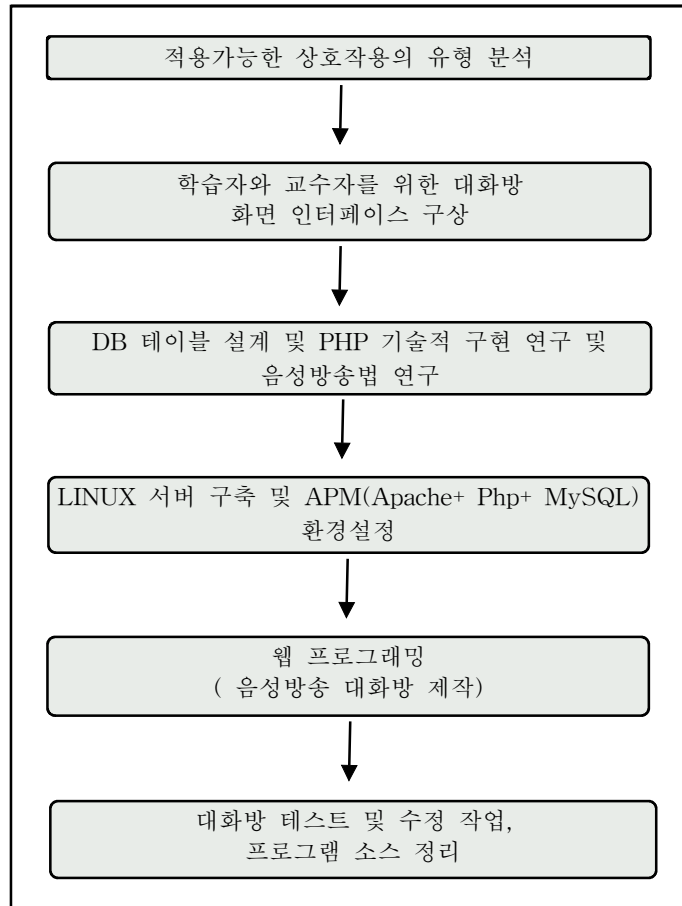 적용가능한 상호작용의 유형 분석
학습자와 교수자를 위한 대화방
화면 인터페이스 구상
DB 테이블 설계 및 PHP 기술적 구현 연구 및
음성방송법 연구
LINUX 서버 구축 및 APM(Apache+ Php+ MySQL)
환경설정
웹 프로그래밍
( 음성방송 대화방 제작)
대화방 테스트 및 수정 작업,
프로그램 소스 정리